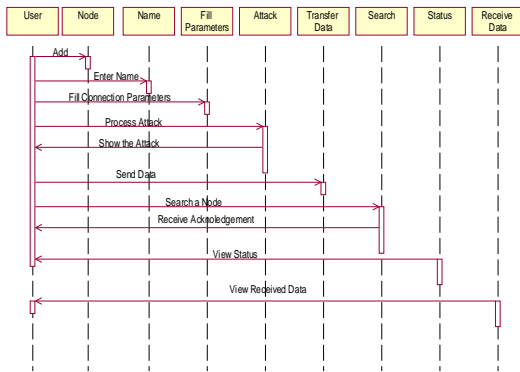 User
Node
Name
Fill
Parameters
Attack
Transfer
Data
Search
Status
Receive
Data
Add
Enter Name
Fill Connection Parameters
Process Attack
Show the Attack
Send Data
Search a Node
Receive Acknoledgement
View Status
View Received Data